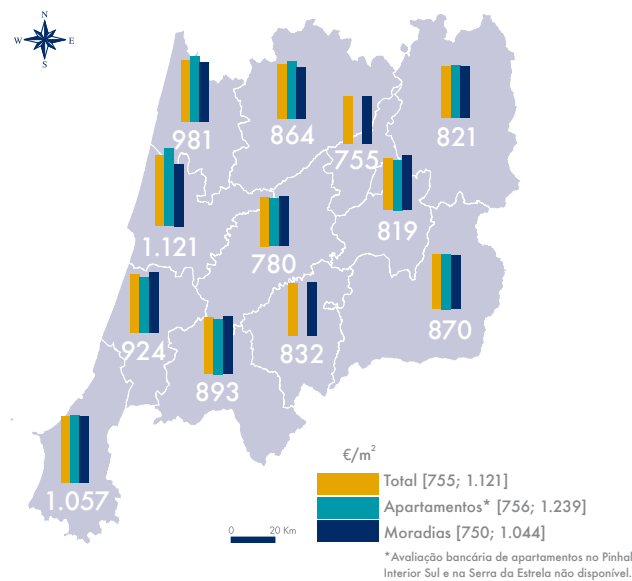 N
W E
S
981
864
755
821
1.121
780
819
924
893
832
870
1.057
€/m²
Total [755; 1.121]
Apartamentos* [756; 1.239]
Moradias [750; 1.044]
0 20 Km
*Avaliação bancária de apartamentos no Pinhal
Interior Sul e na Serra da Estrela não disponível.